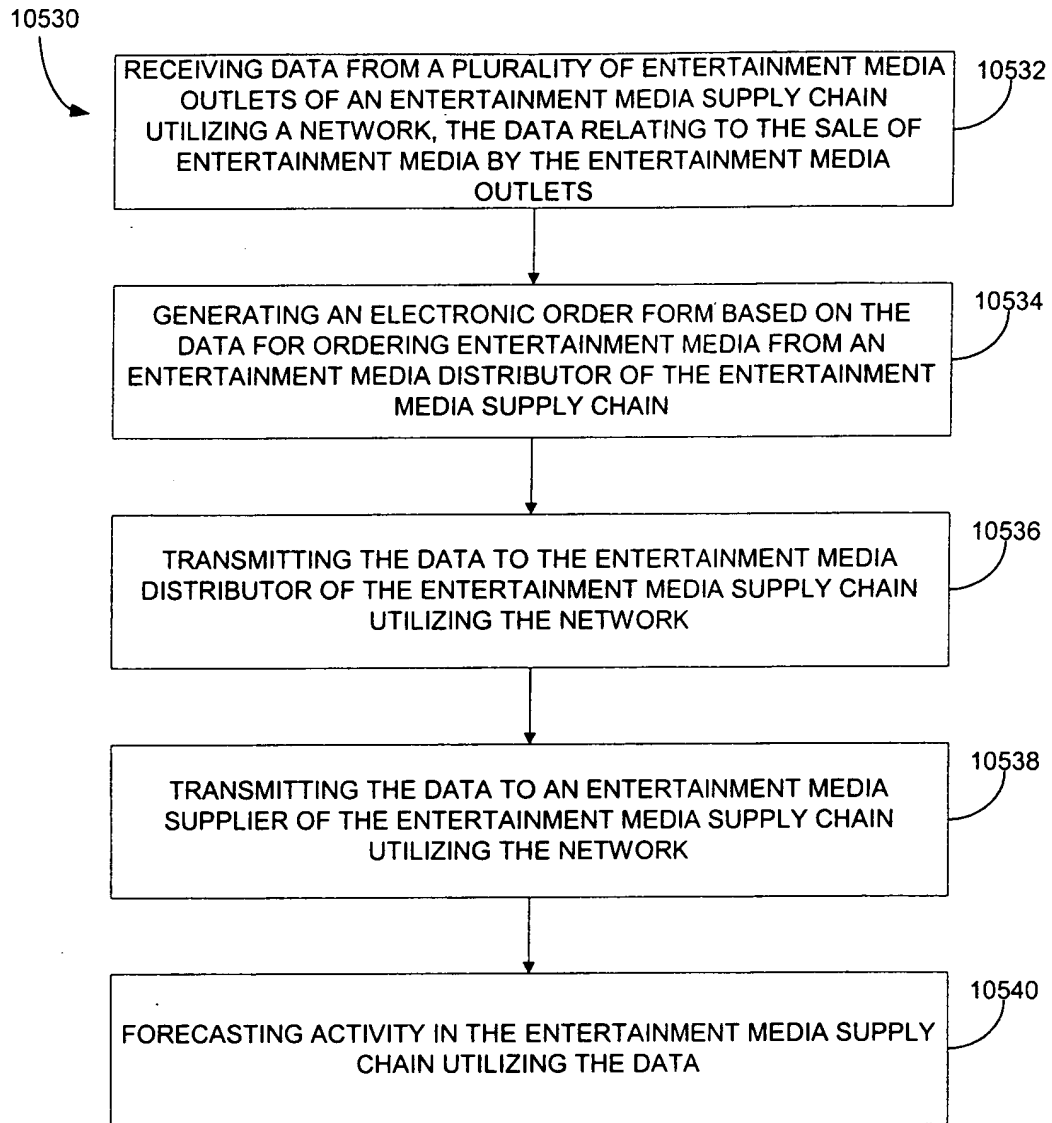 10530
RECEIVING DATA FROM A PLURALITY OF ENTERTAINMENT MEDIA
OUTLETS OF AN ENTERTAINMENT MEDIA SUPPLY CHAIN
UTILIZING A NETWORK, THE DATA RELATING TO THE SALE OF
ENTERTAINMENT MEDIA BY THE ENTERTAINMENT MEDIA
OUTLETS
10532
GENERATING AN ELECTRONIC ORDER FORM BASED ON THE
DATA FOR ORDERING ENTERTAINMENT MEDIA FROM AN
ENTERTAINMENT MEDIA DISTRIBUTOR OF THE ENTERTAINMENT
MEDIA SUPPLY CHAIN
10534
TRANSMITTING THE DATA TO THE ENTERTAINMENT MEDIA
DISTRIBUTOR OF THE ENTERTAINMENT MEDIA SUPPLY CHAIN
UTILIZING THE NETWORK
10536
TRANSMITTING THE DATA TO AN ENTERTAINMENT MEDIA
SUPPLIER OF THE ENTERTAINMENT MEDIA SUPPLY CHAIN
UTILIZING THE NETWORK
10538
FORECASTING ACTIVITY IN THE ENTERTAINMENT MEDIA SUPPLY
CHAIN UTILIZING THE DATA
10540